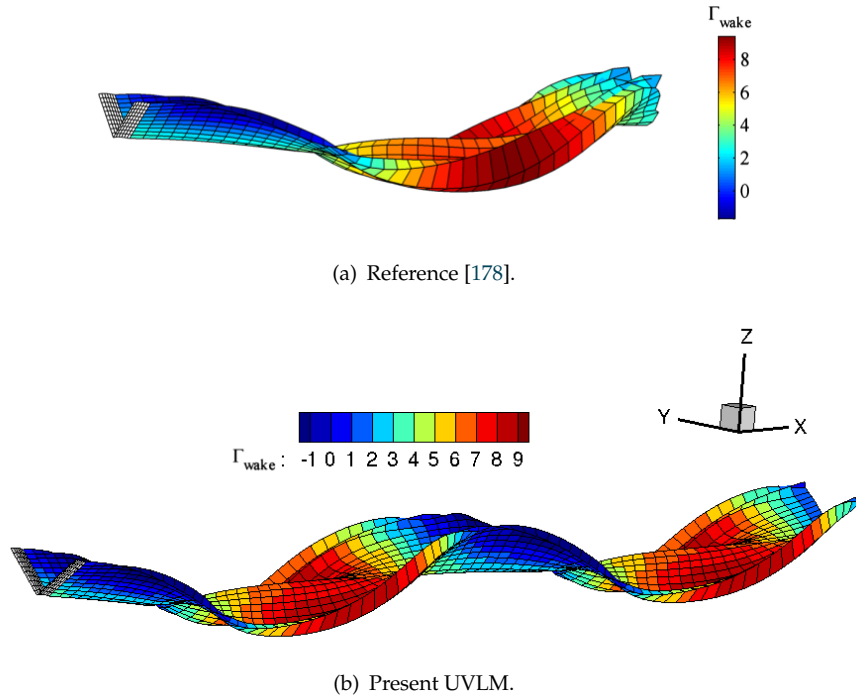 Γwake
8
6
4
2
0
(a) Reference [178].
Z
Y
X
Γwake :
-1 0 1 2 3 4 5 6 7 8 9
(b) Present UVLM.